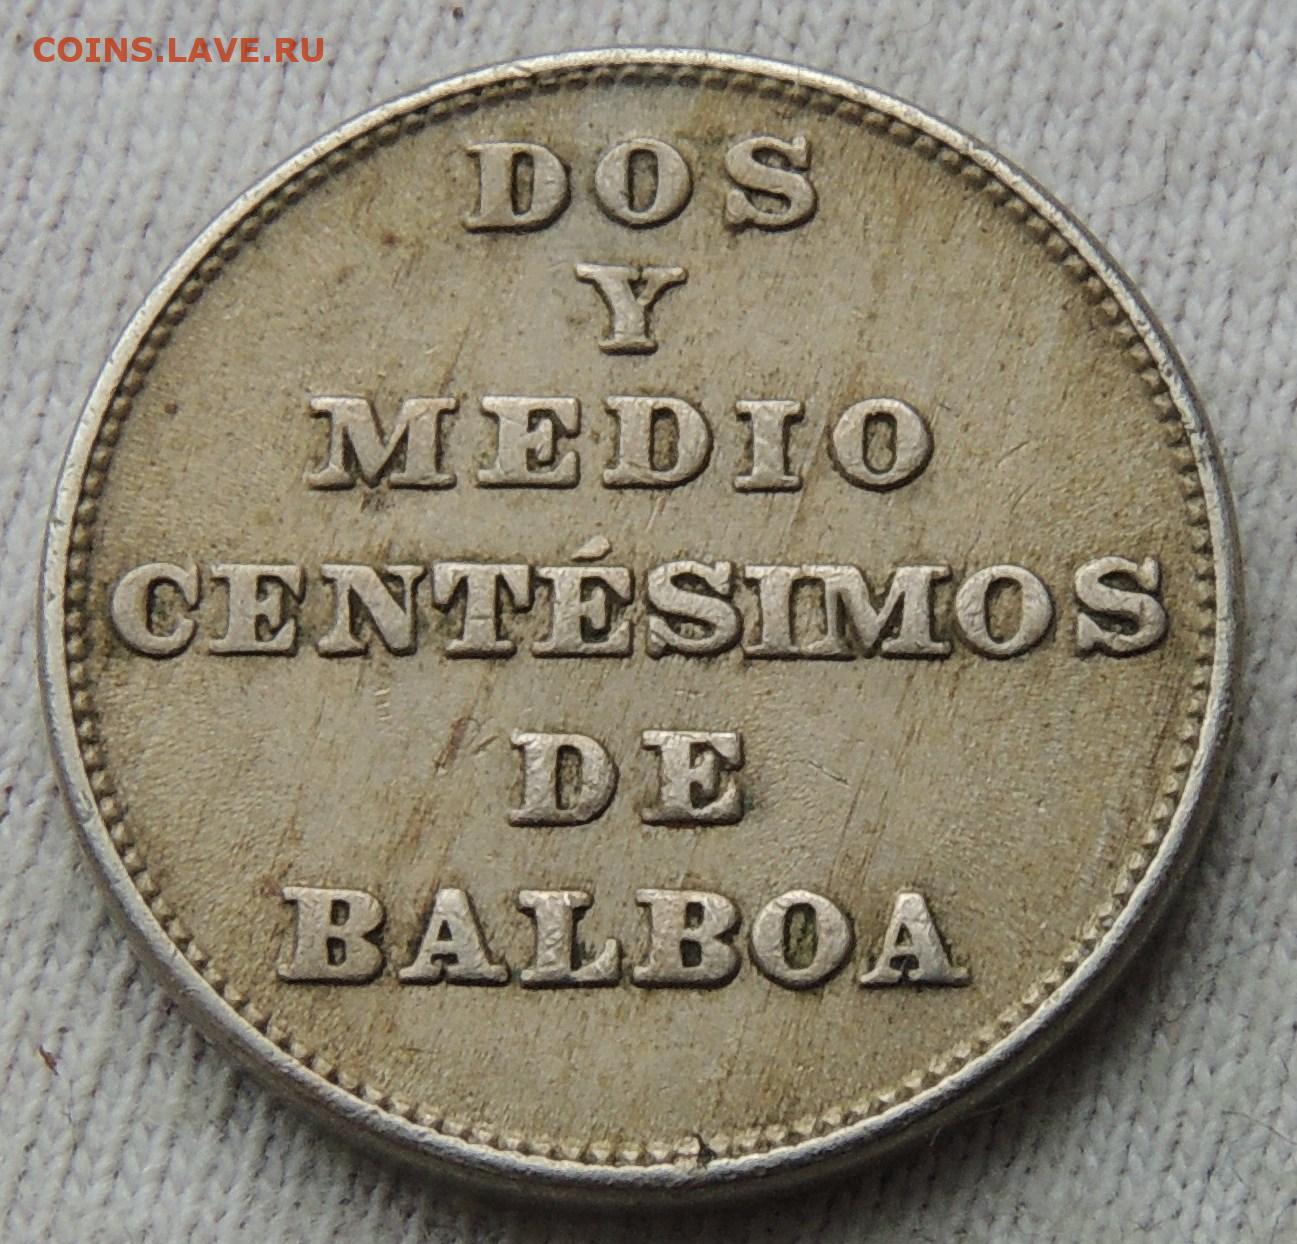 COINS.LAVE.RU
DOS
Y
MEDIO
CENTÉSIMOS
DE
BALBOA